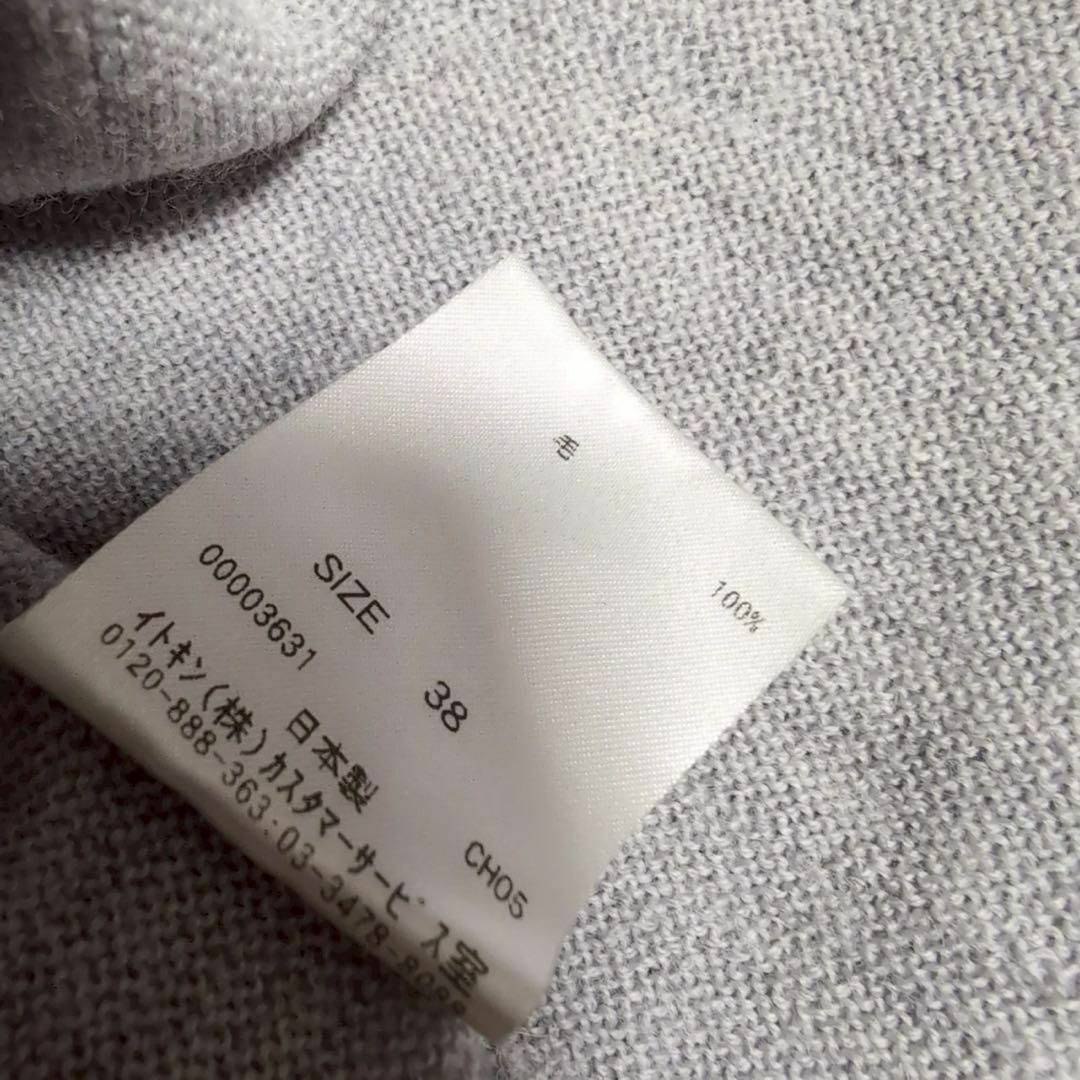 毛 100%
SIZE 38
00003631 CH05
日本製
イトキン(株)カスタマーサービス室
0120-888-363:03-3478-8088